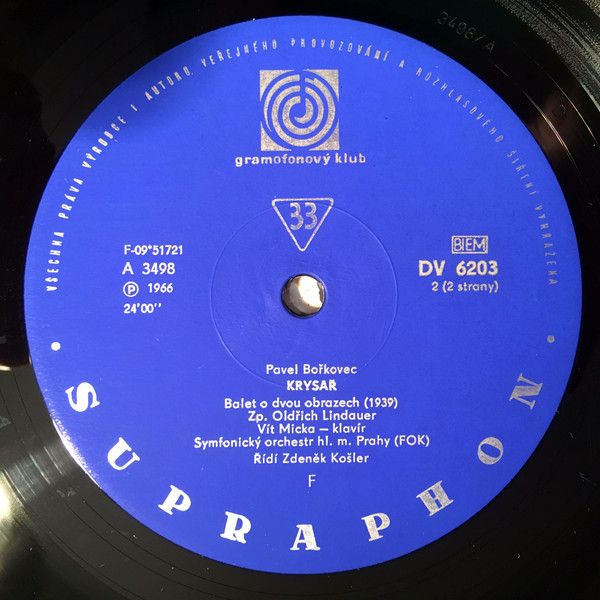 3498/A
VŠECHNA PRÁVA VÝROBCE I AUTORŮ VEŘEJNÉHO PROVOZOVÁNÍ A ROZHLASOVÉHO ŠÍŘENÍ VYHRAZENA
gramofonový klub
33
F-09*51721
A 3498
Ⓟ 1966
24'00''
BIEM
DV 6203
2 (2 strany)
Pavel Bořkovec
KRYSAŘ
Balet o dvou obrazech (1939)
Zp. Oldřich Lindauer
Vít Micka – klavír
Symfonický orchestr hl. m. Prahy (FOK)
Řídí Zdeněk Košler
F
• SUPRAPHON •